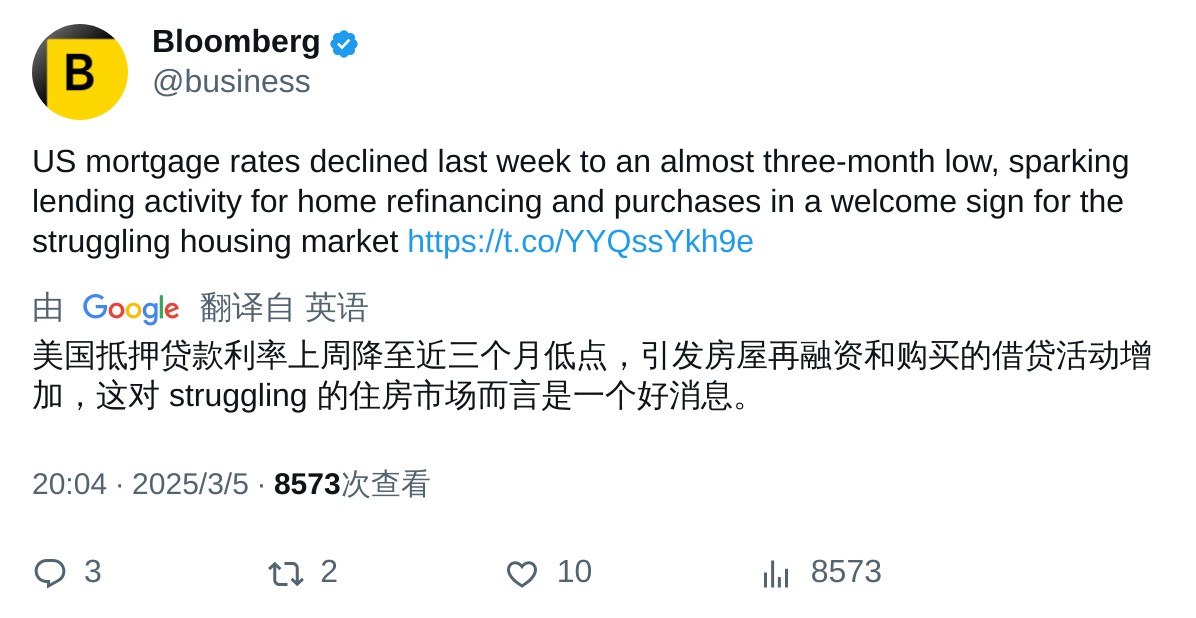 B
Bloomberg
@business
US mortgage rates declined last week to an almost three-month low, sparking
lending activity for home refinancing and purchases in a welcome sign for the
struggling housing market https://t.co/YYQssYkh9e
由 Google 翻译自 英语
美国抵押贷款利率上周降至近三个月低点，引发房屋再融资和购买的借贷活动增
加，这对 struggling 的住房市场而言是一个好消息。
20:04 · 2025/3/5 · 8573次查看
3 2 10 8573